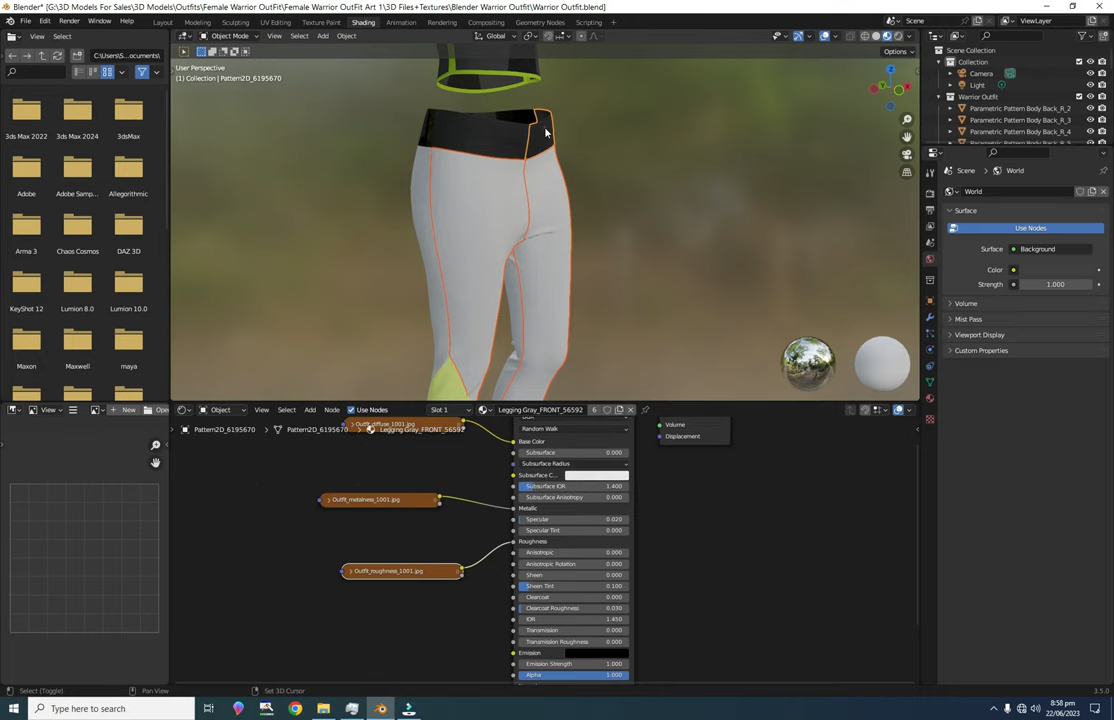 Blender* [G:\3D Models For Sales\3D Models\Outfits\Female Warrior OutFit\Female Warrior OutFit Art 1\3D Files+Textures\Blender Warrior Outfit\Warrior Outfit.blend]
File Edit Render Window Help Layout Modeling Sculpting UV Editing Texture Paint Shading Animation Rendering Compositing Geometry Nodes Scripting Scene ViewLayer
View Select Object Mode View Select Add Object Global
C:\Users\S...ocuments\ Options
User Perspective
(1) Collection | Pattern2D_6195670
3ds Max 2022 3ds Max 2024 3dsMax
Adobe Adobe Samp... Allegorithmic
Arma 3 Chaos Cosmos DAZ 3D
KeyShot 12 Lumion 8.0 Lumion 10.0
Maxon Maxwell maya
Scene Collection
Collection
Camera
Light
Warrior Outfit
Parametric Pattern Body Back_R_2
Parametric Pattern Body Back_R_3
Parametric Pattern Body Back_R_4
Scene World
World
Surface
Use Nodes
Surface Background
Color
Strength 1.000
Volume
Mist Pass
Viewport Display
Custom Properties
View New Open Object View Select Add Node Use Nodes Slot 1 Legging Gray_FRONT_56592 6
Pattern2D_6195670 Pattern2D_6195670 Legging Gray_FRONT_56592
Outfit_diffuse_1001.jpg
Outfit_metalness_1001.jpg
Outfit_roughness_1001.jpg
Random Walk
Base Color
Subsurface 0.000
Subsurface Radius
Subsurface C...
Subsurface IOR 1.400
Subsurface Anisotropy 0.000
Metallic
Specular 0.020
Specular Tint 0.000
Roughness
Anisotropic 0.000
Anisotropic Rotation 0.000
Sheen 0.000
Sheen Tint 0.100
Clearcoat 0.000
Clearcoat Roughness 0.030
IOR 1.450
Transmission 0.000
Transmission Roughness 0.000
Emission
Emission Strength 1.000
Alpha 1.000
Volume
Displacement
Select (Toggle) Pan View Set 3D Cursor 3.5.0
Type here to search
8:58 pm
22/06/2023